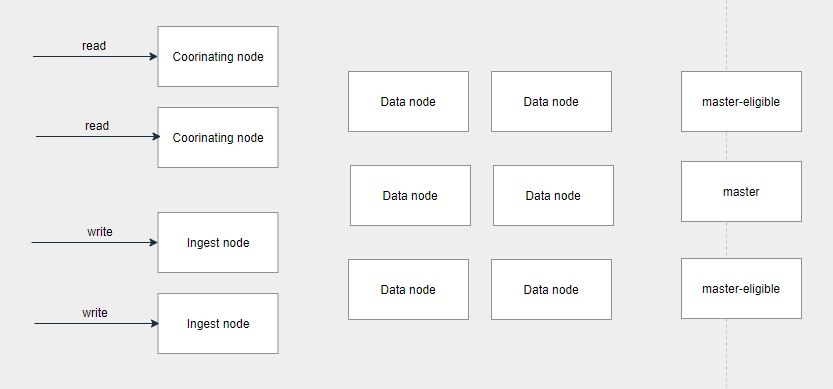 read
Coorinating node
read
Coorinating node
write
Ingest node
write
Ingest node
Data node
Data node
Data node
Data node
Data node
Data node
master-eligible
master
master-eligible